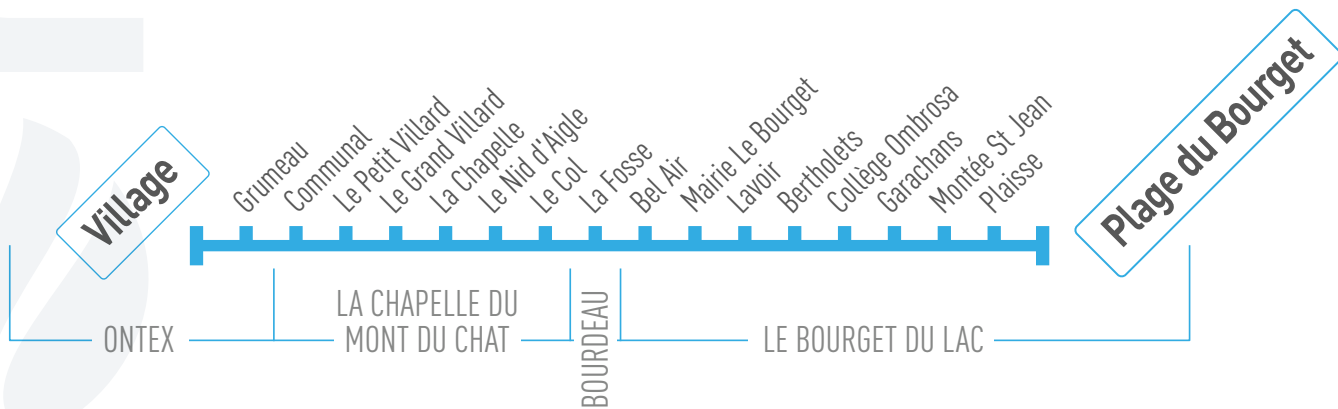 Village
Grumeau
Communal
Le Petit Villard
Le Grand Villard
La Chapelle
Le Nid d'Aigle
Le Col
La Fosse
Bel Air
Mairie Le Bourget
Lavoir
Bertholets
Collège Ombrosa
Garachans
Montée St Jean
Plaisse
Plage du Bourget
ONTEX
LA CHAPELLE DU
MONT DU CHAT
BOURDEAU
LE BOURGET DU LAC